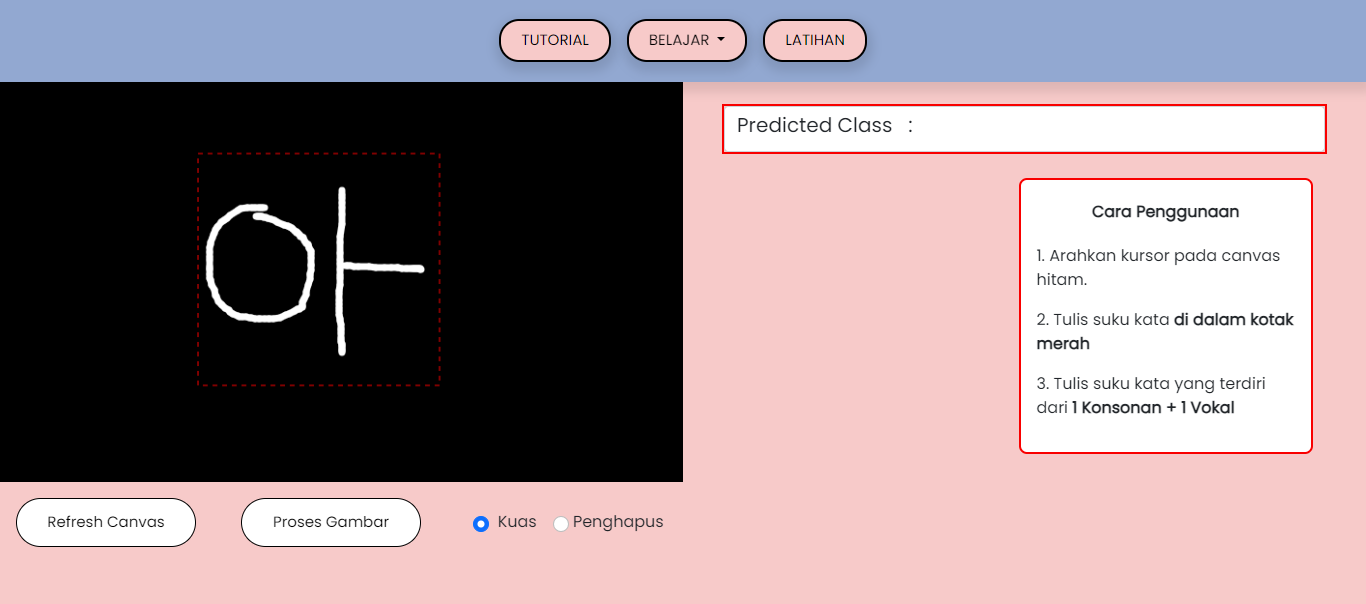 TUTORIAL
BELAJAR
LATIHAN
아
Predicted Class :
Cara Penggunaan
1. Arahkan kursor pada canvas
hitam.
2. Tulis suku kata di dalam kotak
merah
3. Tulis suku kata yang terdiri
dari 1 Konsonan + 1 Vokal
Refresh Canvas
Proses Gambar
Kuas
Penghapus